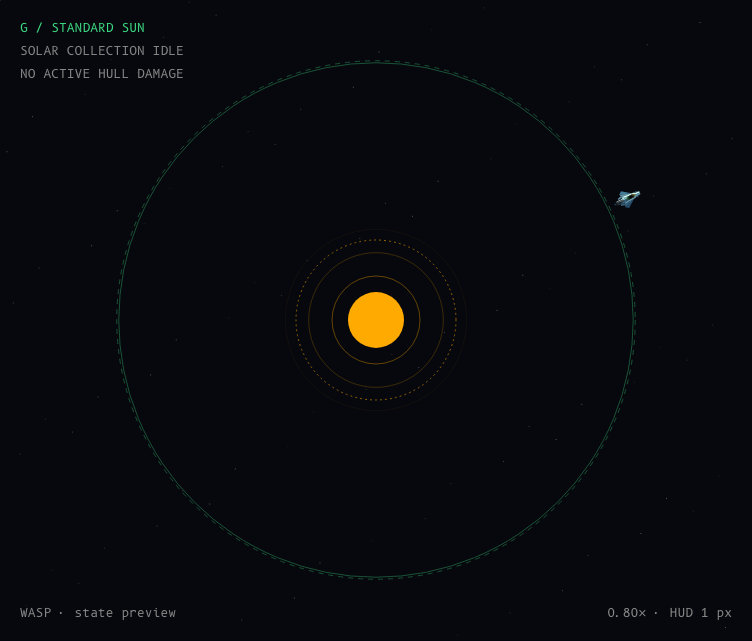 G / STANDARD SUN
SOLAR COLLECTION IDLE
NO ACTIVE HULL DAMAGE
WASP · state preview
0.80× · HUD 1 px